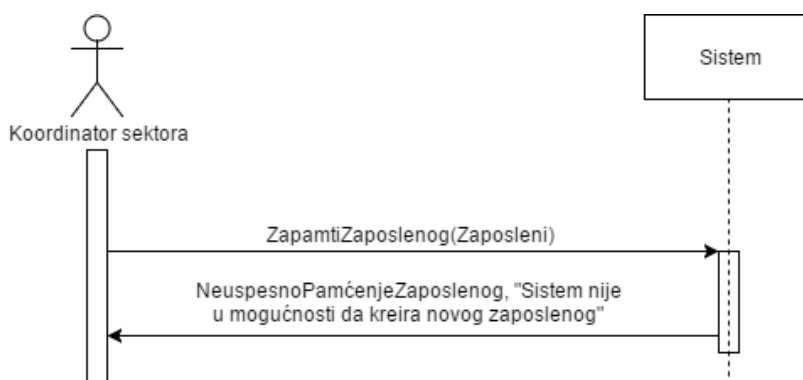 Sistem
Koordinator sektora
ZapamtiZaposlenog(Zaposleni)
NeuspesnoPamćenjeZaposlenog, "Sistem nije
u mogućnosti da kreira novog zaposlenog"